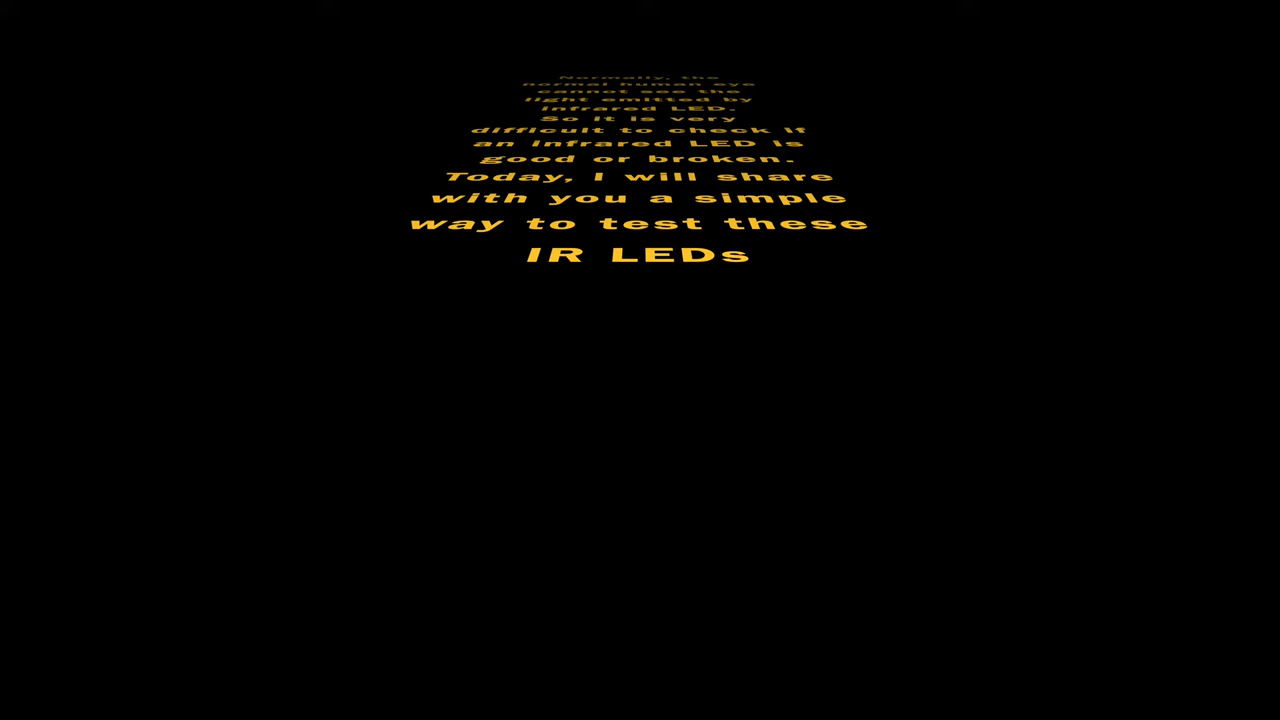 Normally, the
normal human eye
cannot see the
light emitted by
infrared LED.
So it is very
difficult to check if
an infrared LED is
good or broken.
Today, I will share
with you a simple
way to test these
IR LEDs